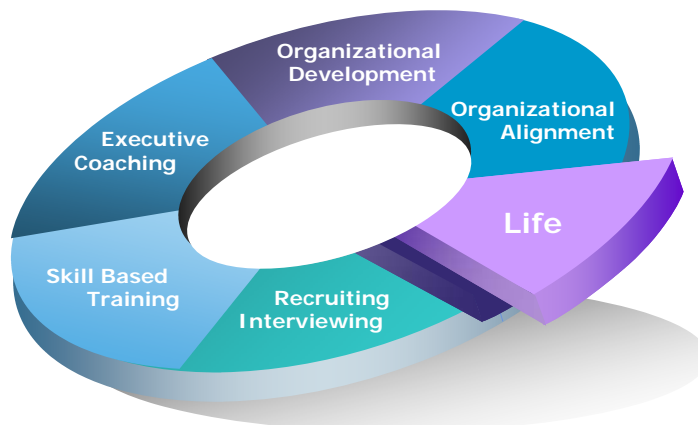 Organizational
Development
Organizational
Alignment
Executive
Coaching
Life
Skill Based
Training
Recruiting
Interviewing